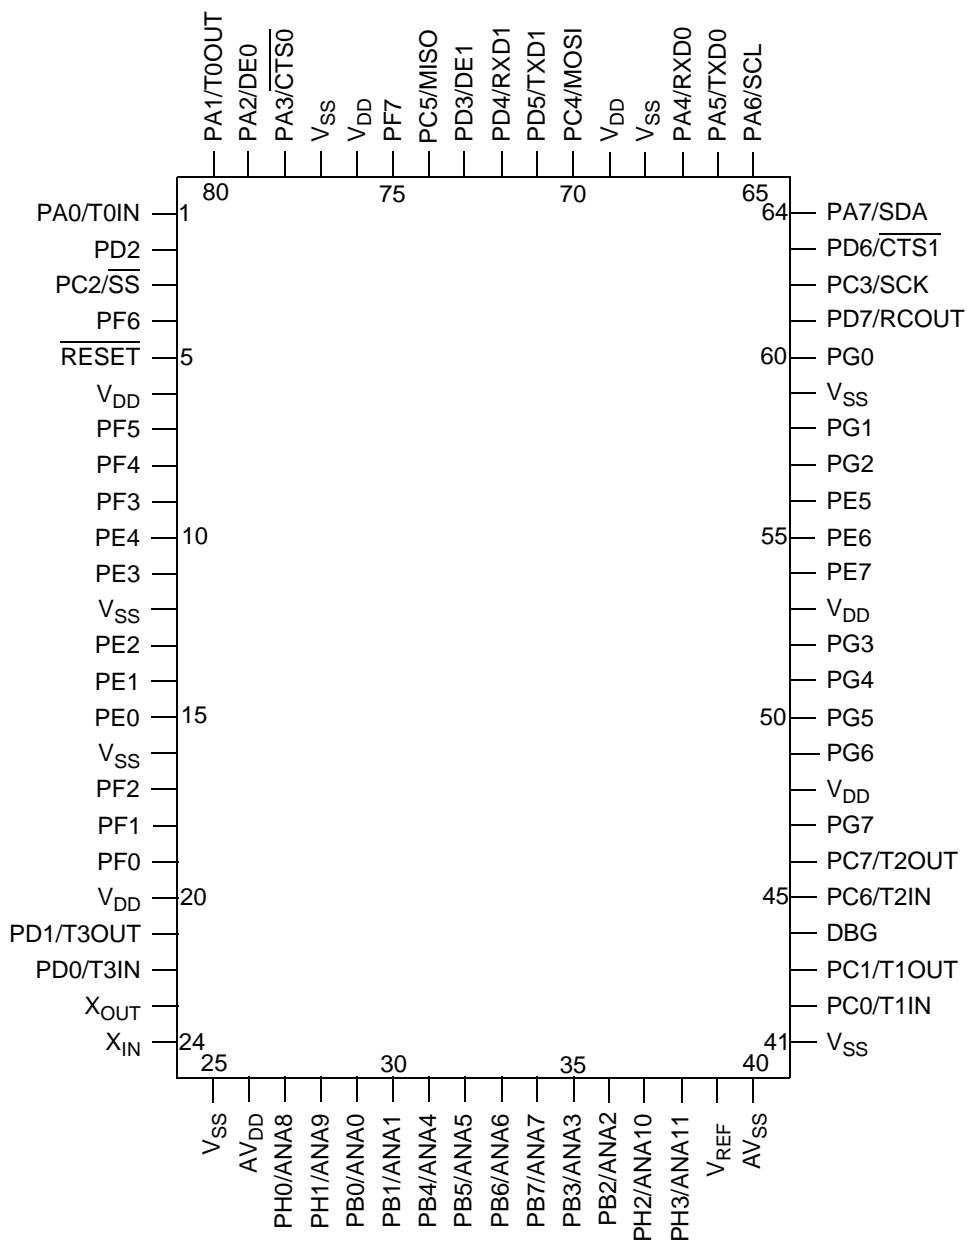 PA1/T0OUT
PA2/DE0
PA3/CTS0
VSS
VDD
PF7
PC5/MISO
PD3/DE1
PD4/RXD1
PD5/TXD1
PC4/MOSI
VDD
VSS
PA4/RXD0
PA5/TXD0
PA6/SCL
80 75 70 65
PA0/T0IN 1 64 PA7/SDA
PD2 PD6/CTS1
PC2/SS PC3/SCK
PF6 PD7/RCOUT
RESET 5 60 PG0
VDD VSS
PF5 PG1
PF4 PG2
PF3 PE5
PE4 10 55 PE6
PE3 PE7
VSS VDD
PE2 PG3
PE1 PG4
PE0 15 50 PG5
VSS PG6
PF2 VDD
PF1 PG7
PF0 PC7/T2OUT
VDD 20 45 PC6/T2IN
PD1/T3OUT DBG
PD0/T3IN PC1/T1OUT
XOUT PC0/T1IN
XIN 24 41 VSS
25 30 35 40
VSS
AVDD
PH0/ANA8
PH1/ANA9
PB0/ANA0
PB1/ANA1
PB4/ANA4
PB5/ANA5
PB6/ANA6
PB7/ANA7
PB3/ANA3
PB2/ANA2
PH2/ANA10
PH3/ANA11
VREF
AVSS